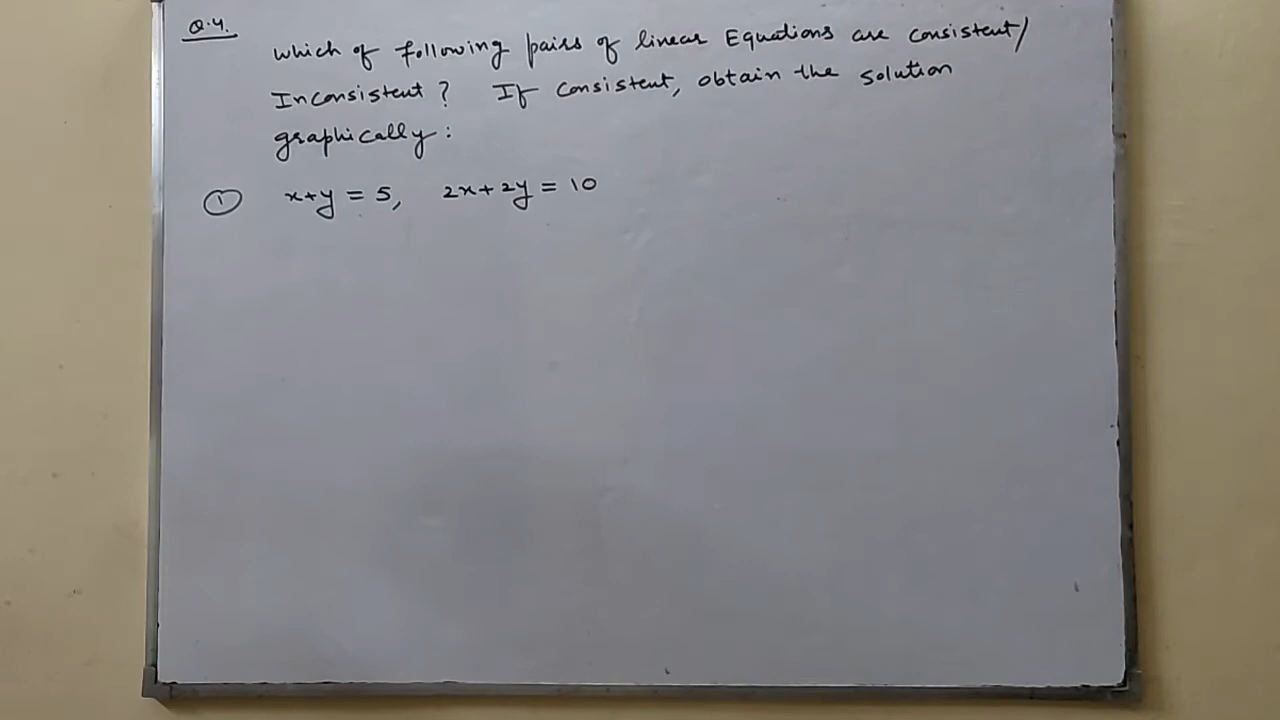 Q.4.
Which of following pairs of linear Equations are consistent/
Inconsistent? If consistent, obtain the solution
graphically:
① x+y = 5, 2x+2y = 10